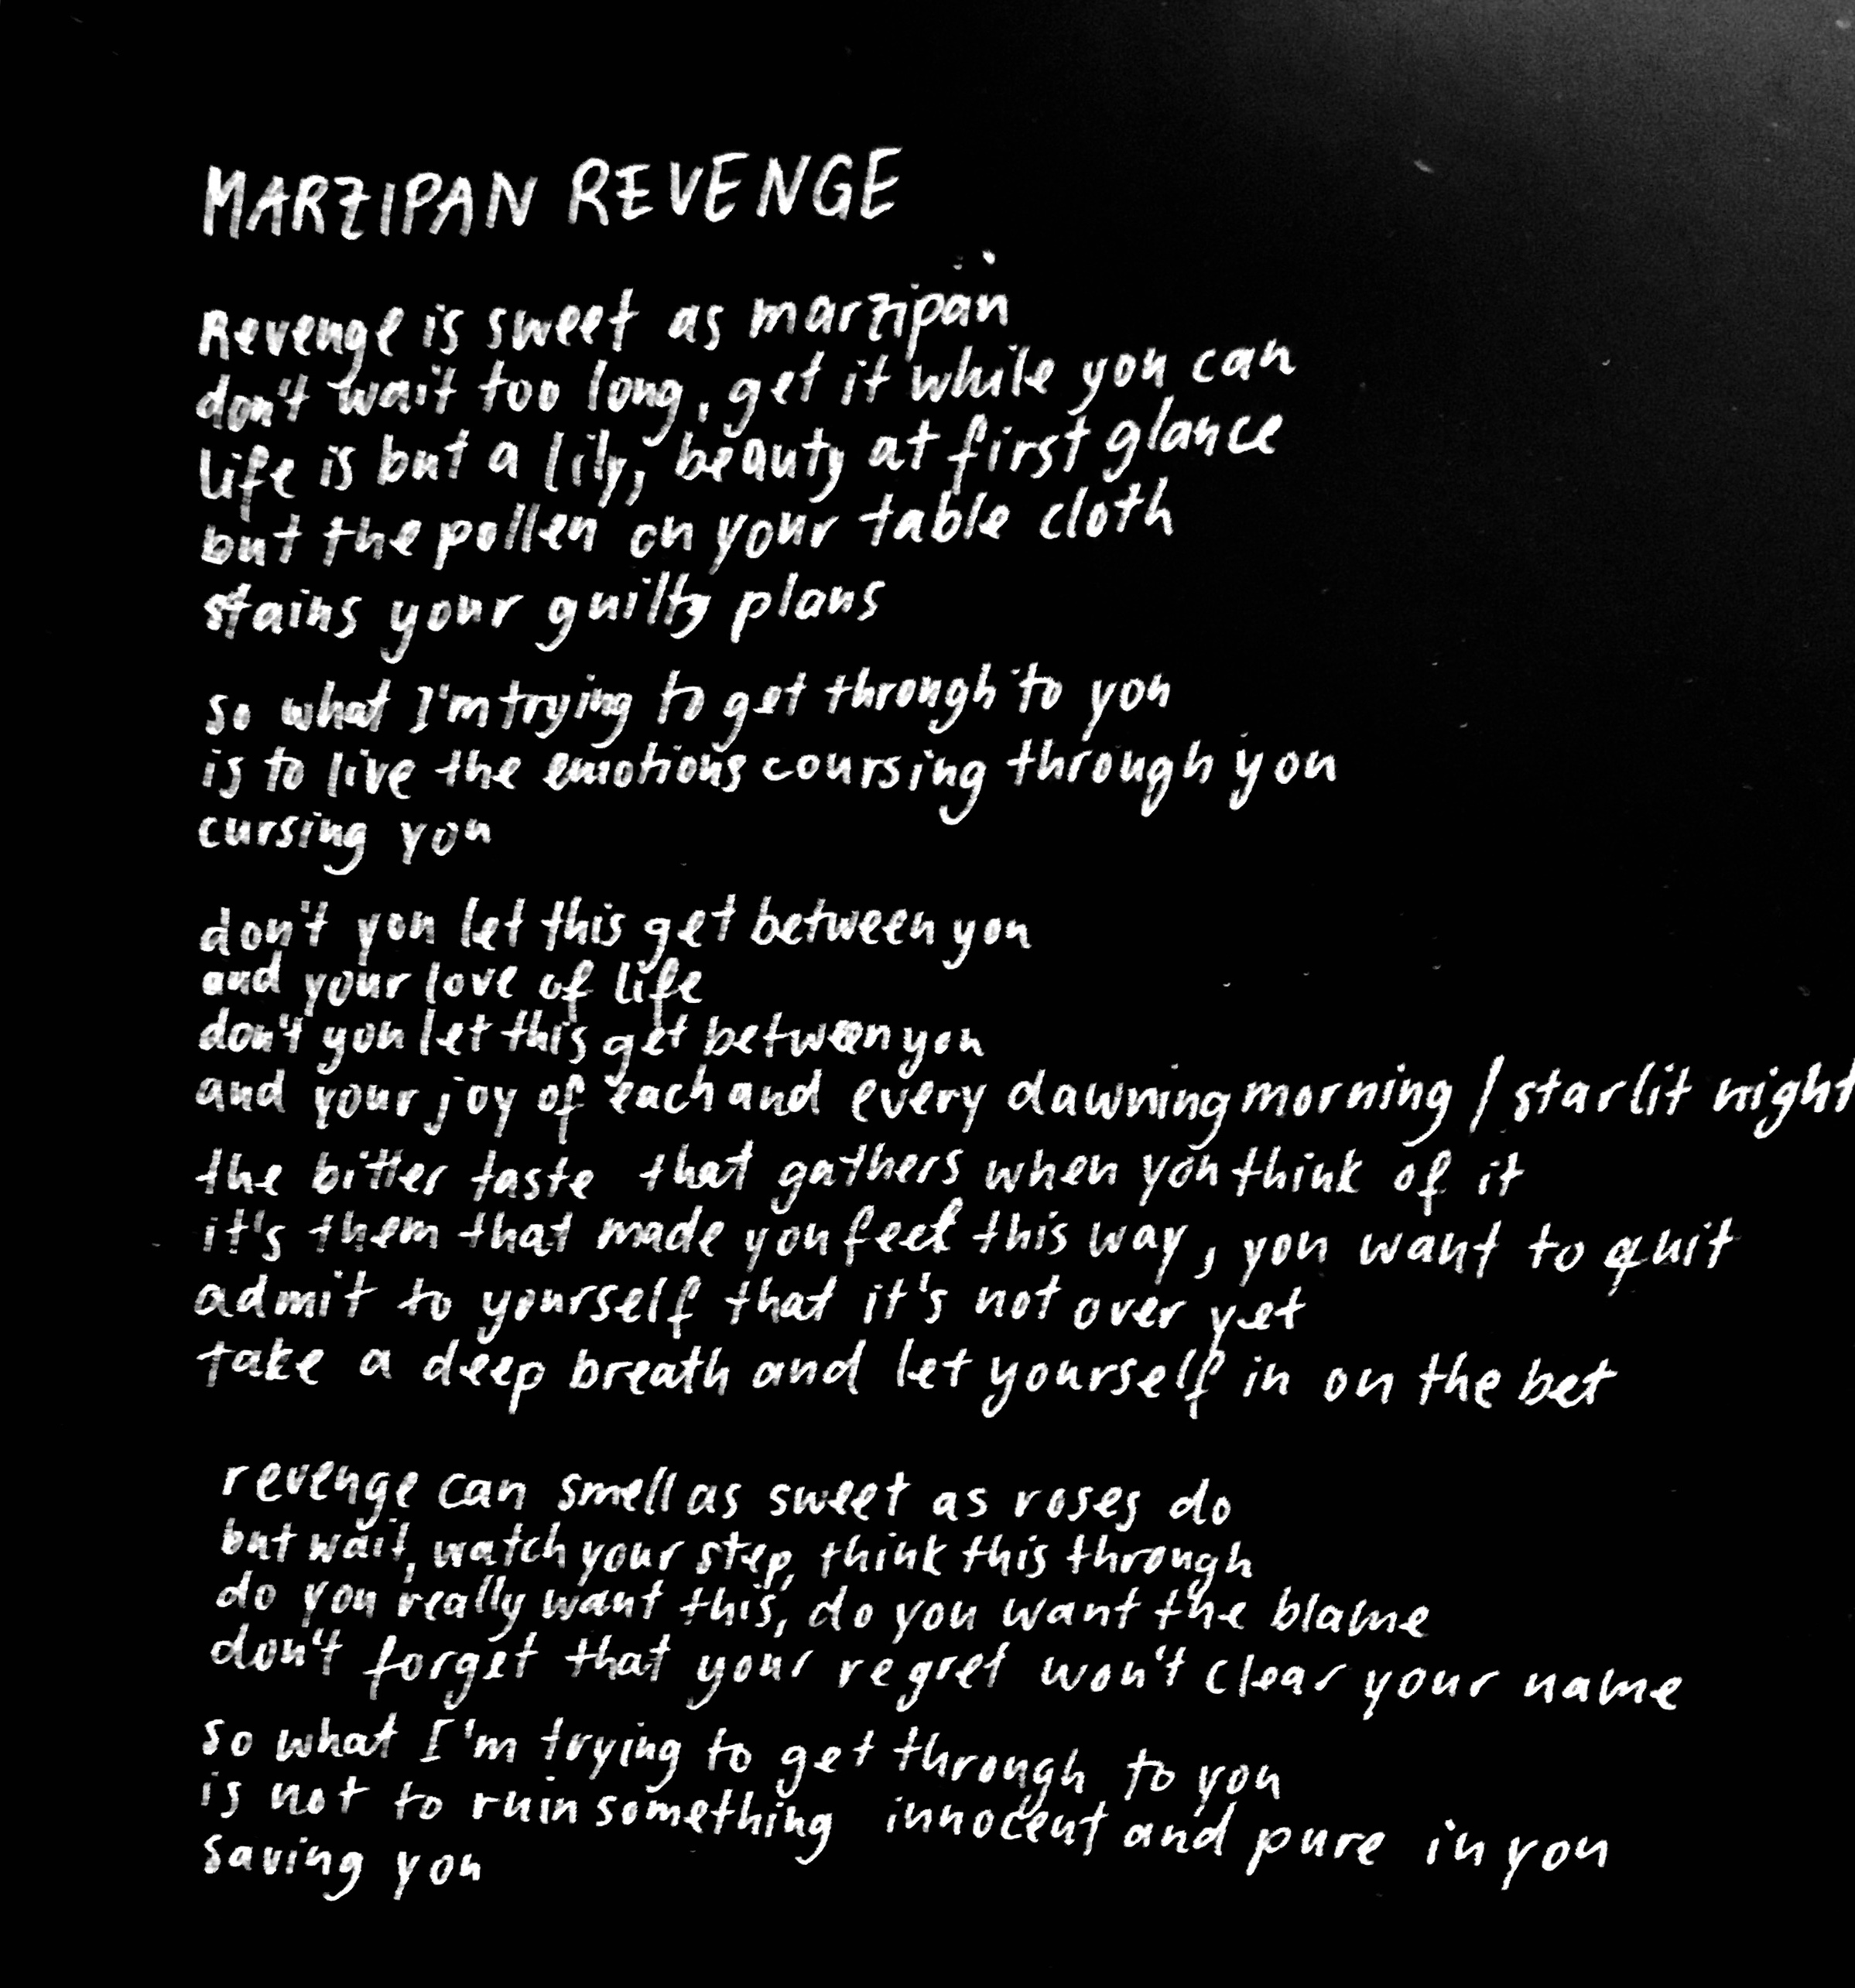 MARZIPAN REVENGE
Revenge is sweet as marzipan
don't wait too long, get it while you can
life is but a lily, beauty at first glance
but the pollen on your table cloth
stains your guilty plans
so what I'm trying to get through to you
is to live the emotions coursing through you
cursing you
don't you let this get between you
and your love of life
don't you let this get between you
and your joy of each and every dawning morning / starlit night
the bitter taste that gathers when you think of it
it's them that made you feel this way, you want to quit
admit to yourself that it's not over yet
take a deep breath and let yourself in on the bet
revenge can smell as sweet as roses do
but wait, watch your step, think this through
do you really want this, do you want the blame
don't forget that your regret won't clear your name
so what I'm trying to get through to you
is not to ruin something innocent and pure in you
saving you